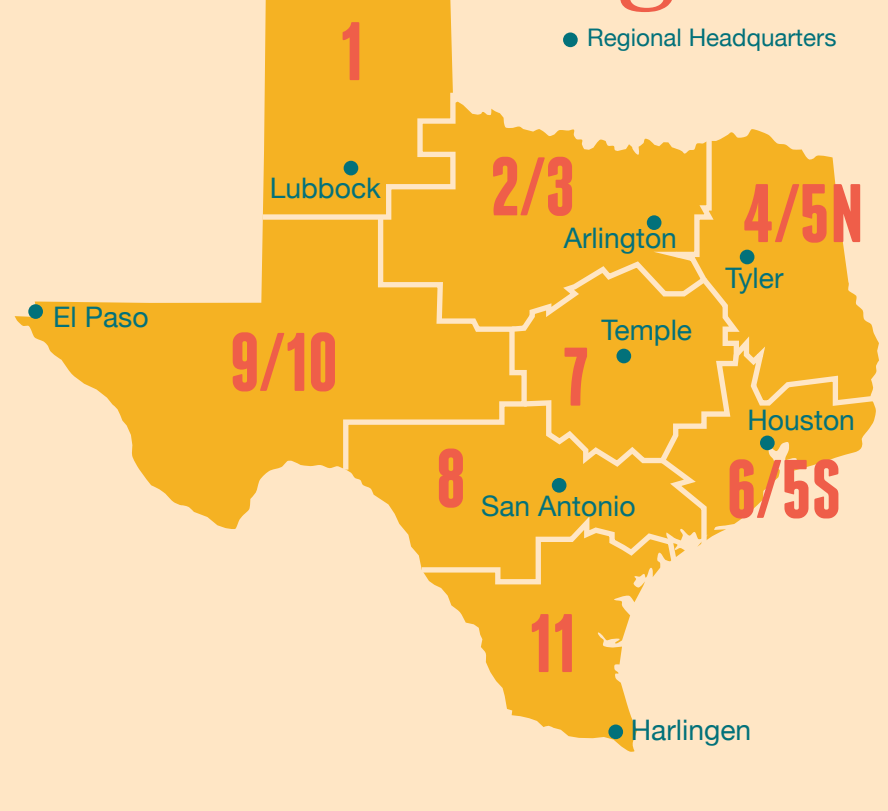 Regional Headquarters
1
Lubbock
2/3
Arlington
4/5N
Tyler
El Paso
9/10
Temple
7
Houston
6/5S
8
San Antonio
11
Harlingen